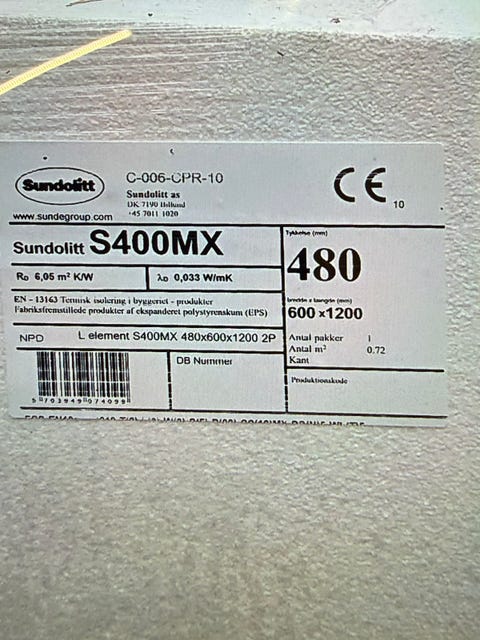 Sundolitt
C-006-CPR-10
Sundolitt as
+45 7011 1020
www.sundegroup.com
CE
10
Sundolitt S400MX
RD 6,05 m² K/W
λD 0,033 W/mK
EN - 13163 Termisk isolering i byggeriet - produkter
Fabriksfremstillede produkter af ekspanderet polystyrenskum (EPS)
NPD
L element S400MX 480x600x1200 2P
5 703949 074099
DB Nummer
Tykkelse (mm)
480
bredde x længde (mm)
600 x1200
Antal pakker 1
Antal m² 0.72
Kant
Produktionskode